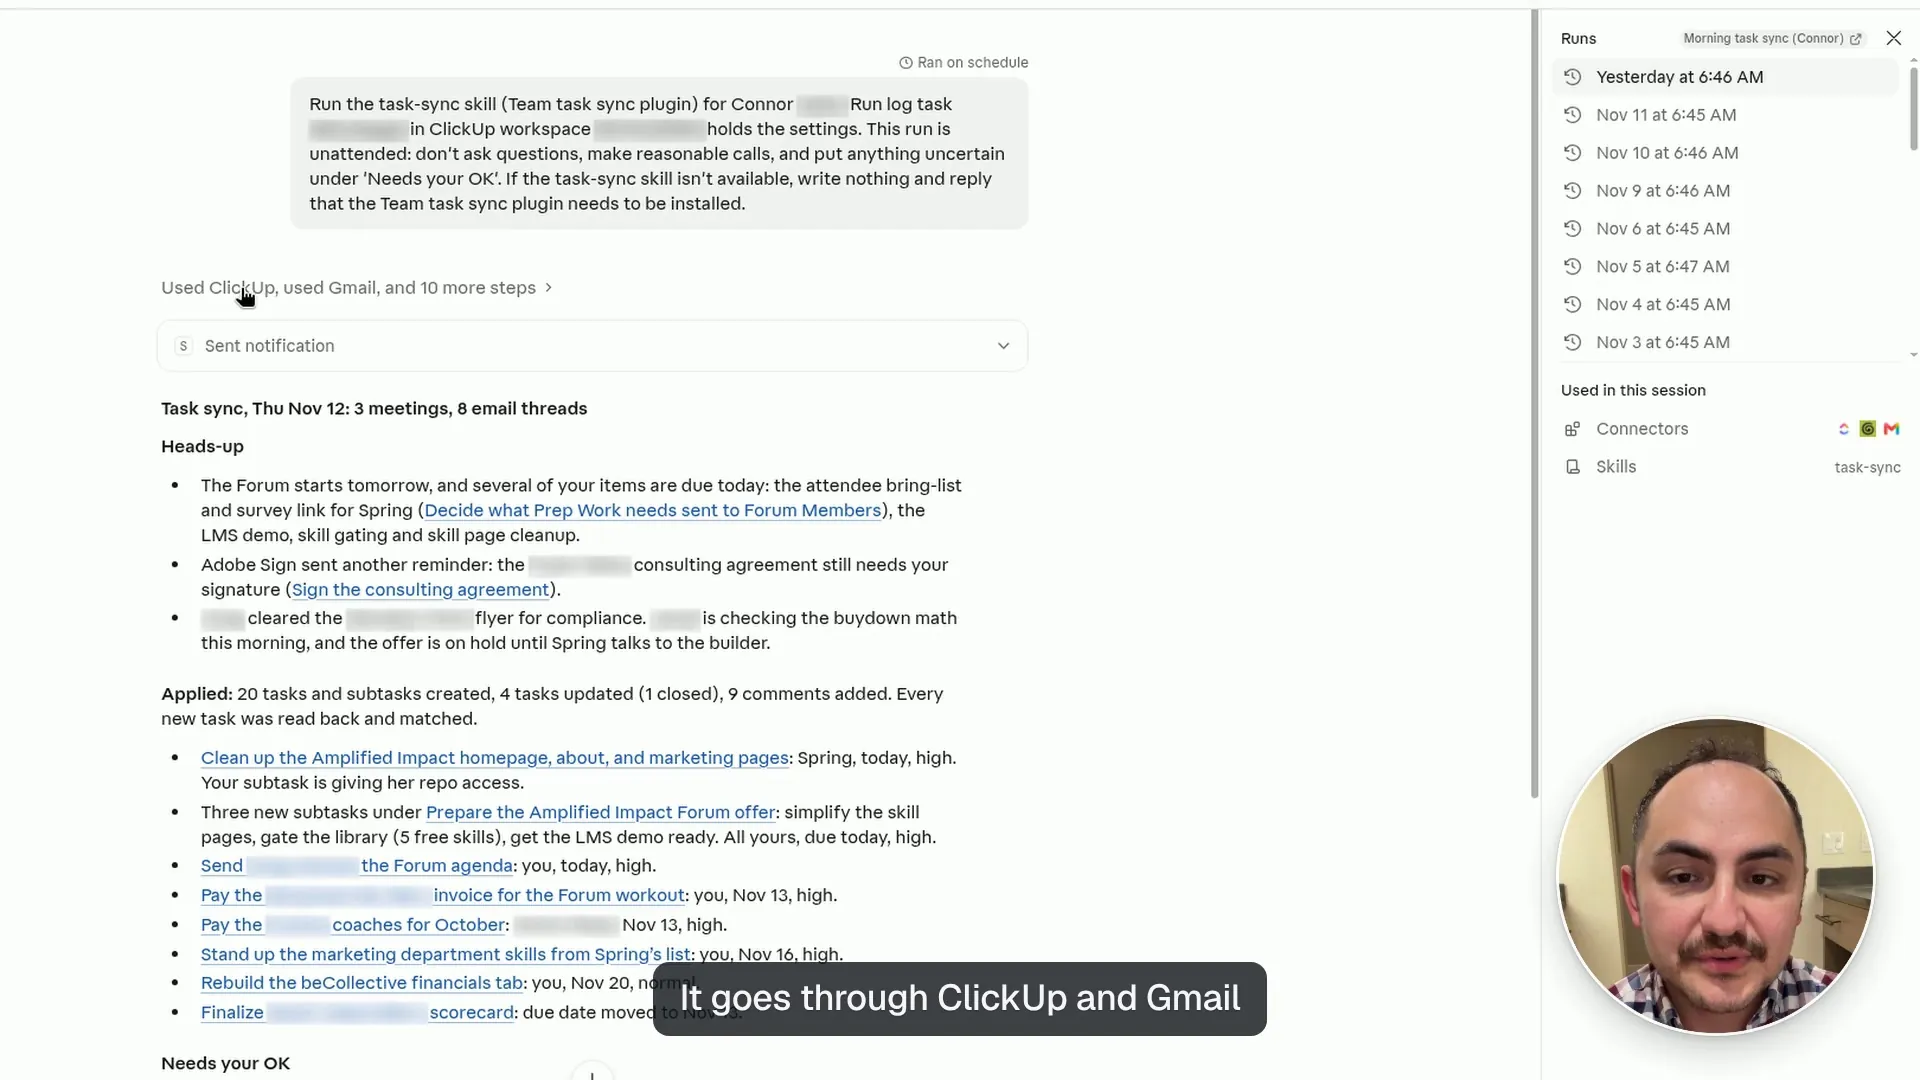 Ran on schedule
Run the task-sync skill (Team task sync plugin) for Connor Run log task
in ClickUp workspace holds the settings. This run is
unattended: don't ask questions, make reasonable calls, and put anything uncertain
under 'Needs your OK'. If the task-sync skill isn't available, write nothing and reply
that the Team task sync plugin needs to be installed.
Used ClickUp, used Gmail, and 10 more steps
S Sent notification
Task sync, Thu Nov 12: 3 meetings, 8 email threads
Heads-up
• The Forum starts tomorrow, and several of your items are due today: the attendee bring-list
and survey link for Spring (Decide what Prep Work needs sent to Forum Members), the
LMS demo, skill gating and skill page cleanup.
• Adobe Sign sent another reminder: the consulting agreement still needs your
signature (Sign the consulting agreement).
• cleared the flyer for compliance. is checking the buydown math
this morning, and the offer is on hold until Spring talks to the builder.
Applied: 20 tasks and subtasks created, 4 tasks updated (1 closed), 9 comments added. Every
new task was read back and matched.
• Clean up the Amplified Impact homepage, about, and marketing pages: Spring, today, high.
Your subtask is giving her repo access.
• Three new subtasks under Prepare the Amplified Impact Forum offer: simplify the skill
pages, gate the library (5 free skills), get the LMS demo ready. All yours, due today, high.
• Send the Forum agenda: you, today, high.
• Pay the invoice for the Forum workout: you, Nov 13, high.
• Pay the coaches for October: Nov 13, high.
• Stand up the marketing department skills from Spring's list: you, Nov 16, high.
• Rebuild the beCollective financials tab: you, Nov 20, normal.
• Finalize scorecard: due date moved to Nov
Needs your OK
It goes through ClickUp and Gmail
Runs
Morning task sync (Connor)
Yesterday at 6:46 AM
Nov 11 at 6:45 AM
Nov 10 at 6:46 AM
Nov 9 at 6:46 AM
Nov 6 at 6:45 AM
Nov 5 at 6:47 AM
Nov 4 at 6:45 AM
Nov 3 at 6:45 AM
Used in this session
Connectors
Skills task-sync